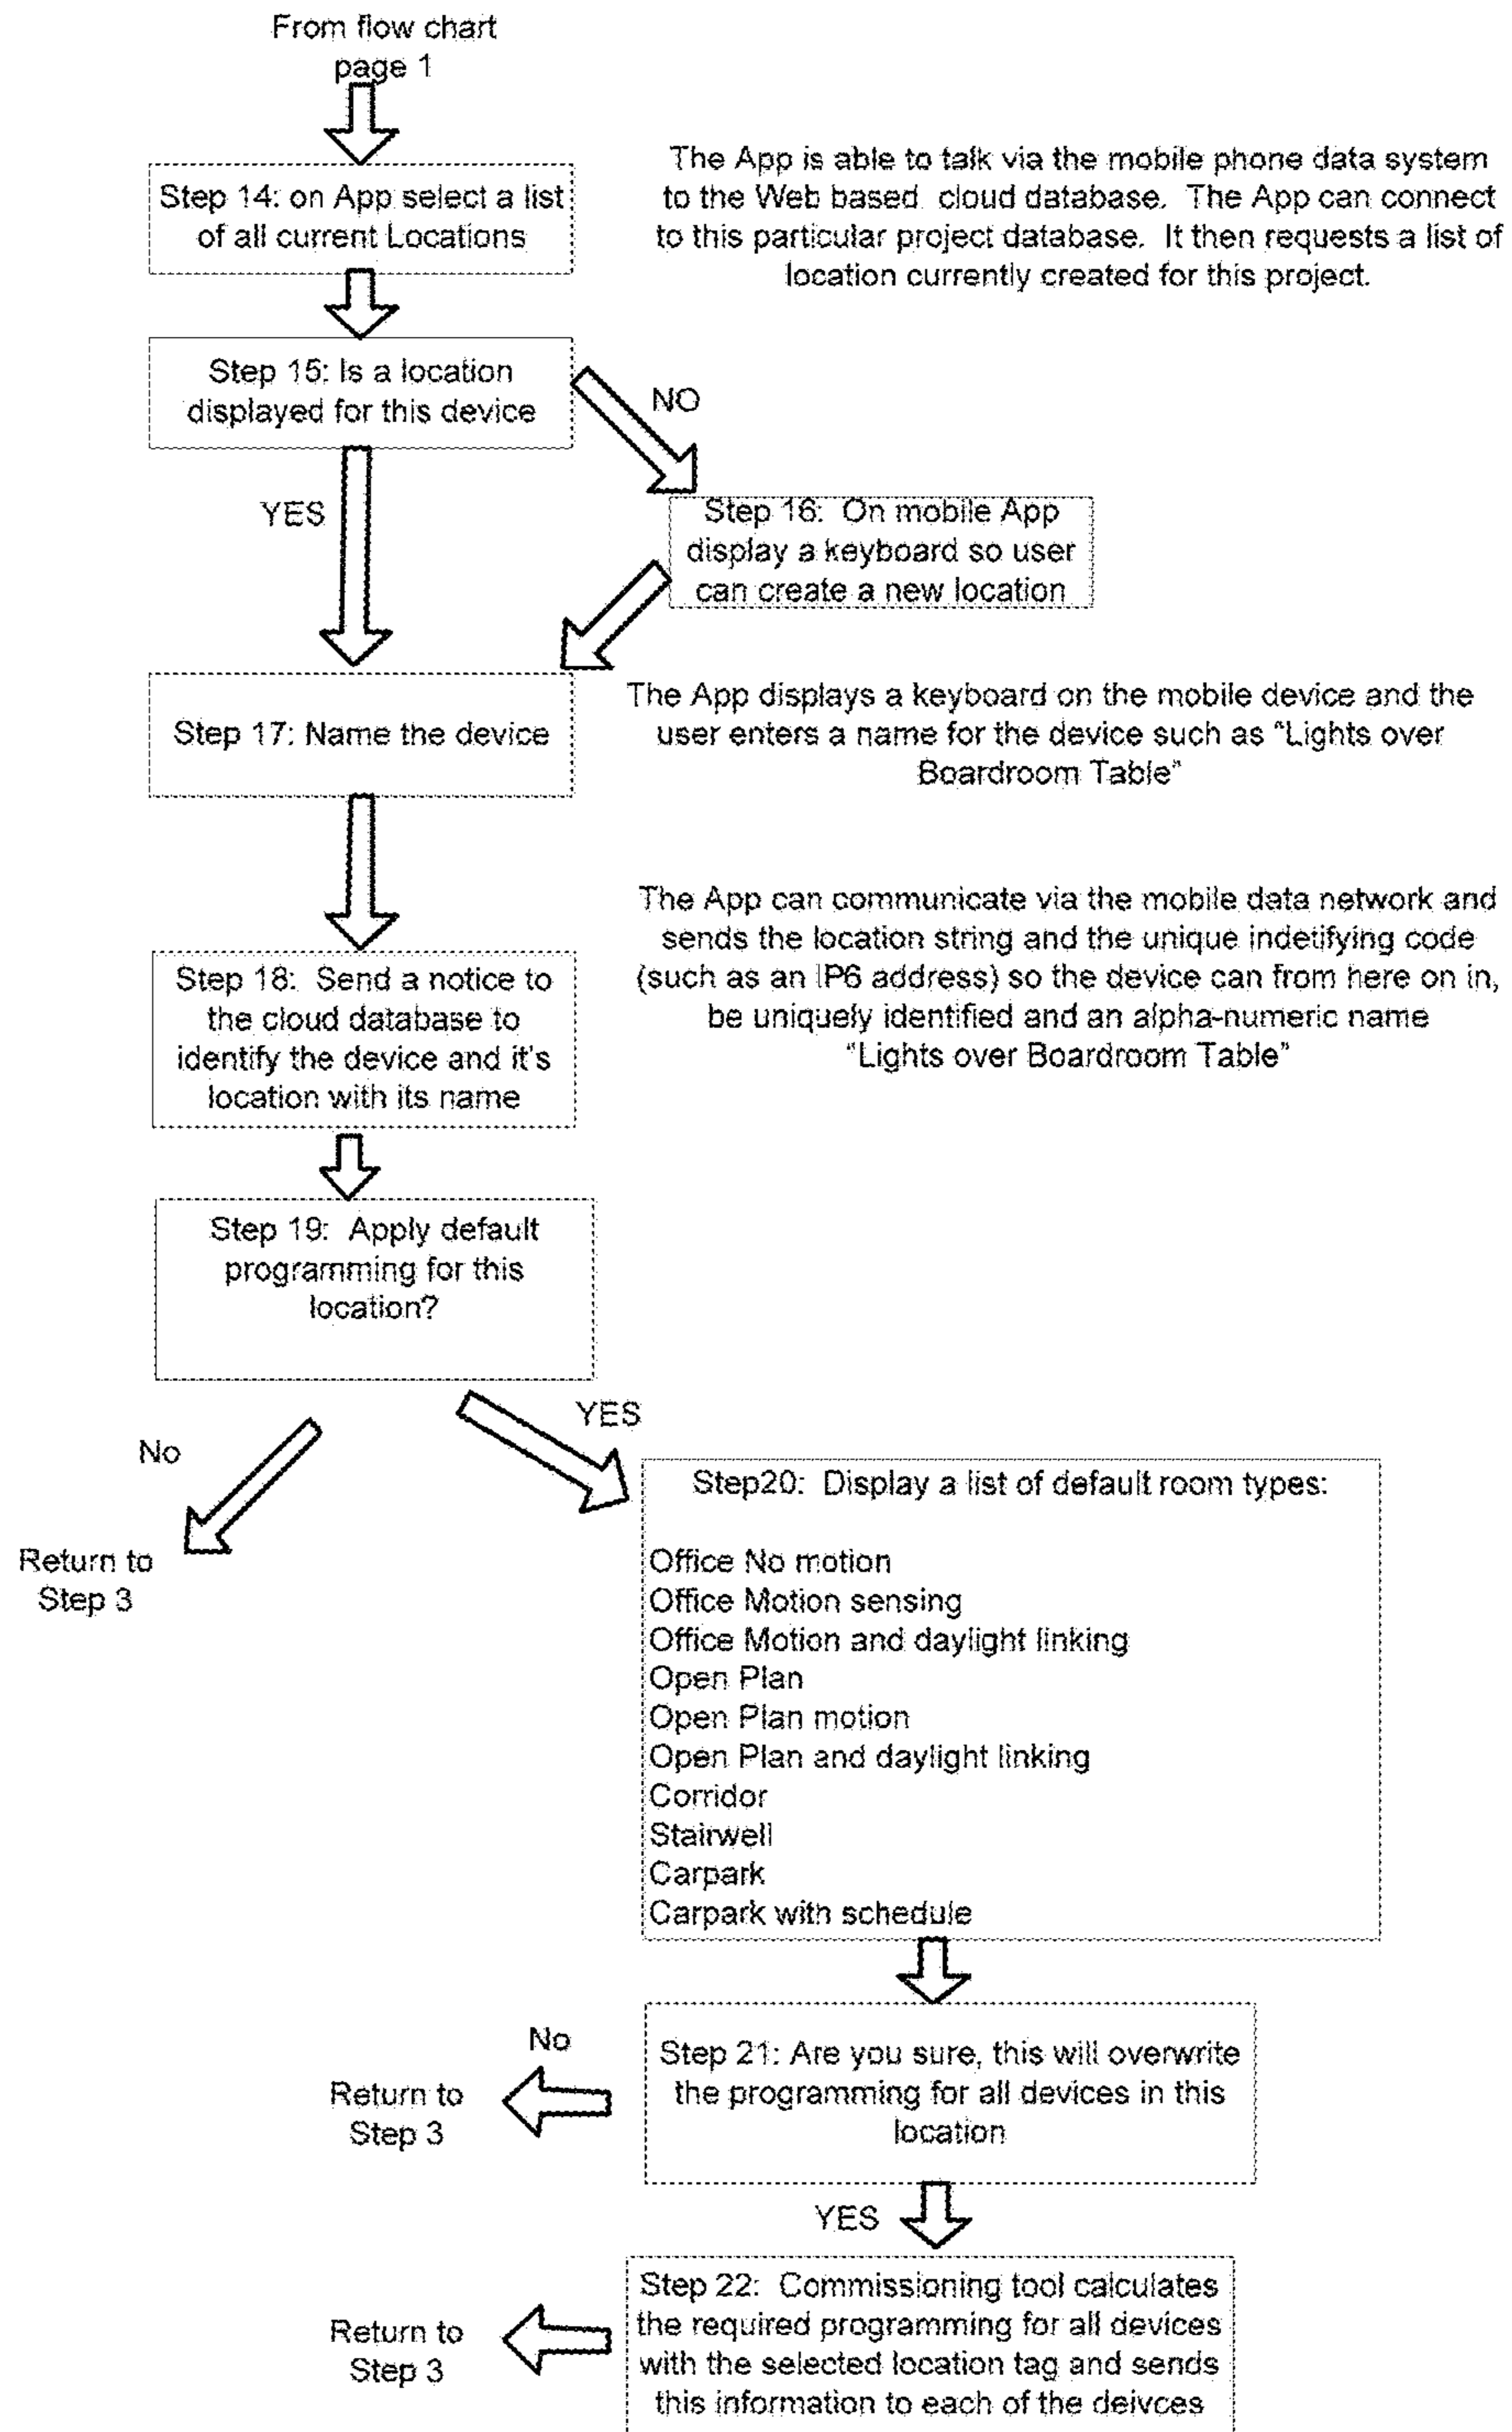 From flow chart
page 1
Step 14: on App select a list
of all current Locations
The App is able to talk via the mobile phone data system
to the Web based cloud database. The App can connect
to this particular project database. It then requests a list of
location currently created for this project.
Step 15: Is a location
displayed for this device
NO
YES
Step 16: On mobile App
display a keyboard so user
can create a new location
Step 17: Name the device
The App displays a keyboard on the mobile device and the
user enters a name for the device such as "Lights over
Boardroom Table"
Step 18: Send a notice to
the cloud database to
identify the device and it's
location with its name
The App can communicate via the mobile data network and
sends the location string and the unique indetifying code
(such as an IP6 address) so the device can from here on in,
be uniquely identified and an alpha-numeric name
"Lights over Boardroom Table"
Step 19: Apply default
programming for this
location?
No
YES
Return to
Step 3
Step20: Display a list of default room types:
Office No motion
Office Motion sensing
Office Motion and daylight linking
Open Plan
Open Plan motion
Open Plan and daylight linking
Corridor
Stairwell
Carpark
Carpark with schedule
Step 21: Are you sure, this will overwrite
the programming for all devices in this
location
No
Return to
Step 3
YES
Step 22: Commissioning tool calculates
the required programming for all devices
with the selected location tag and sends
this information to each of the deivces
Return to
Step 3